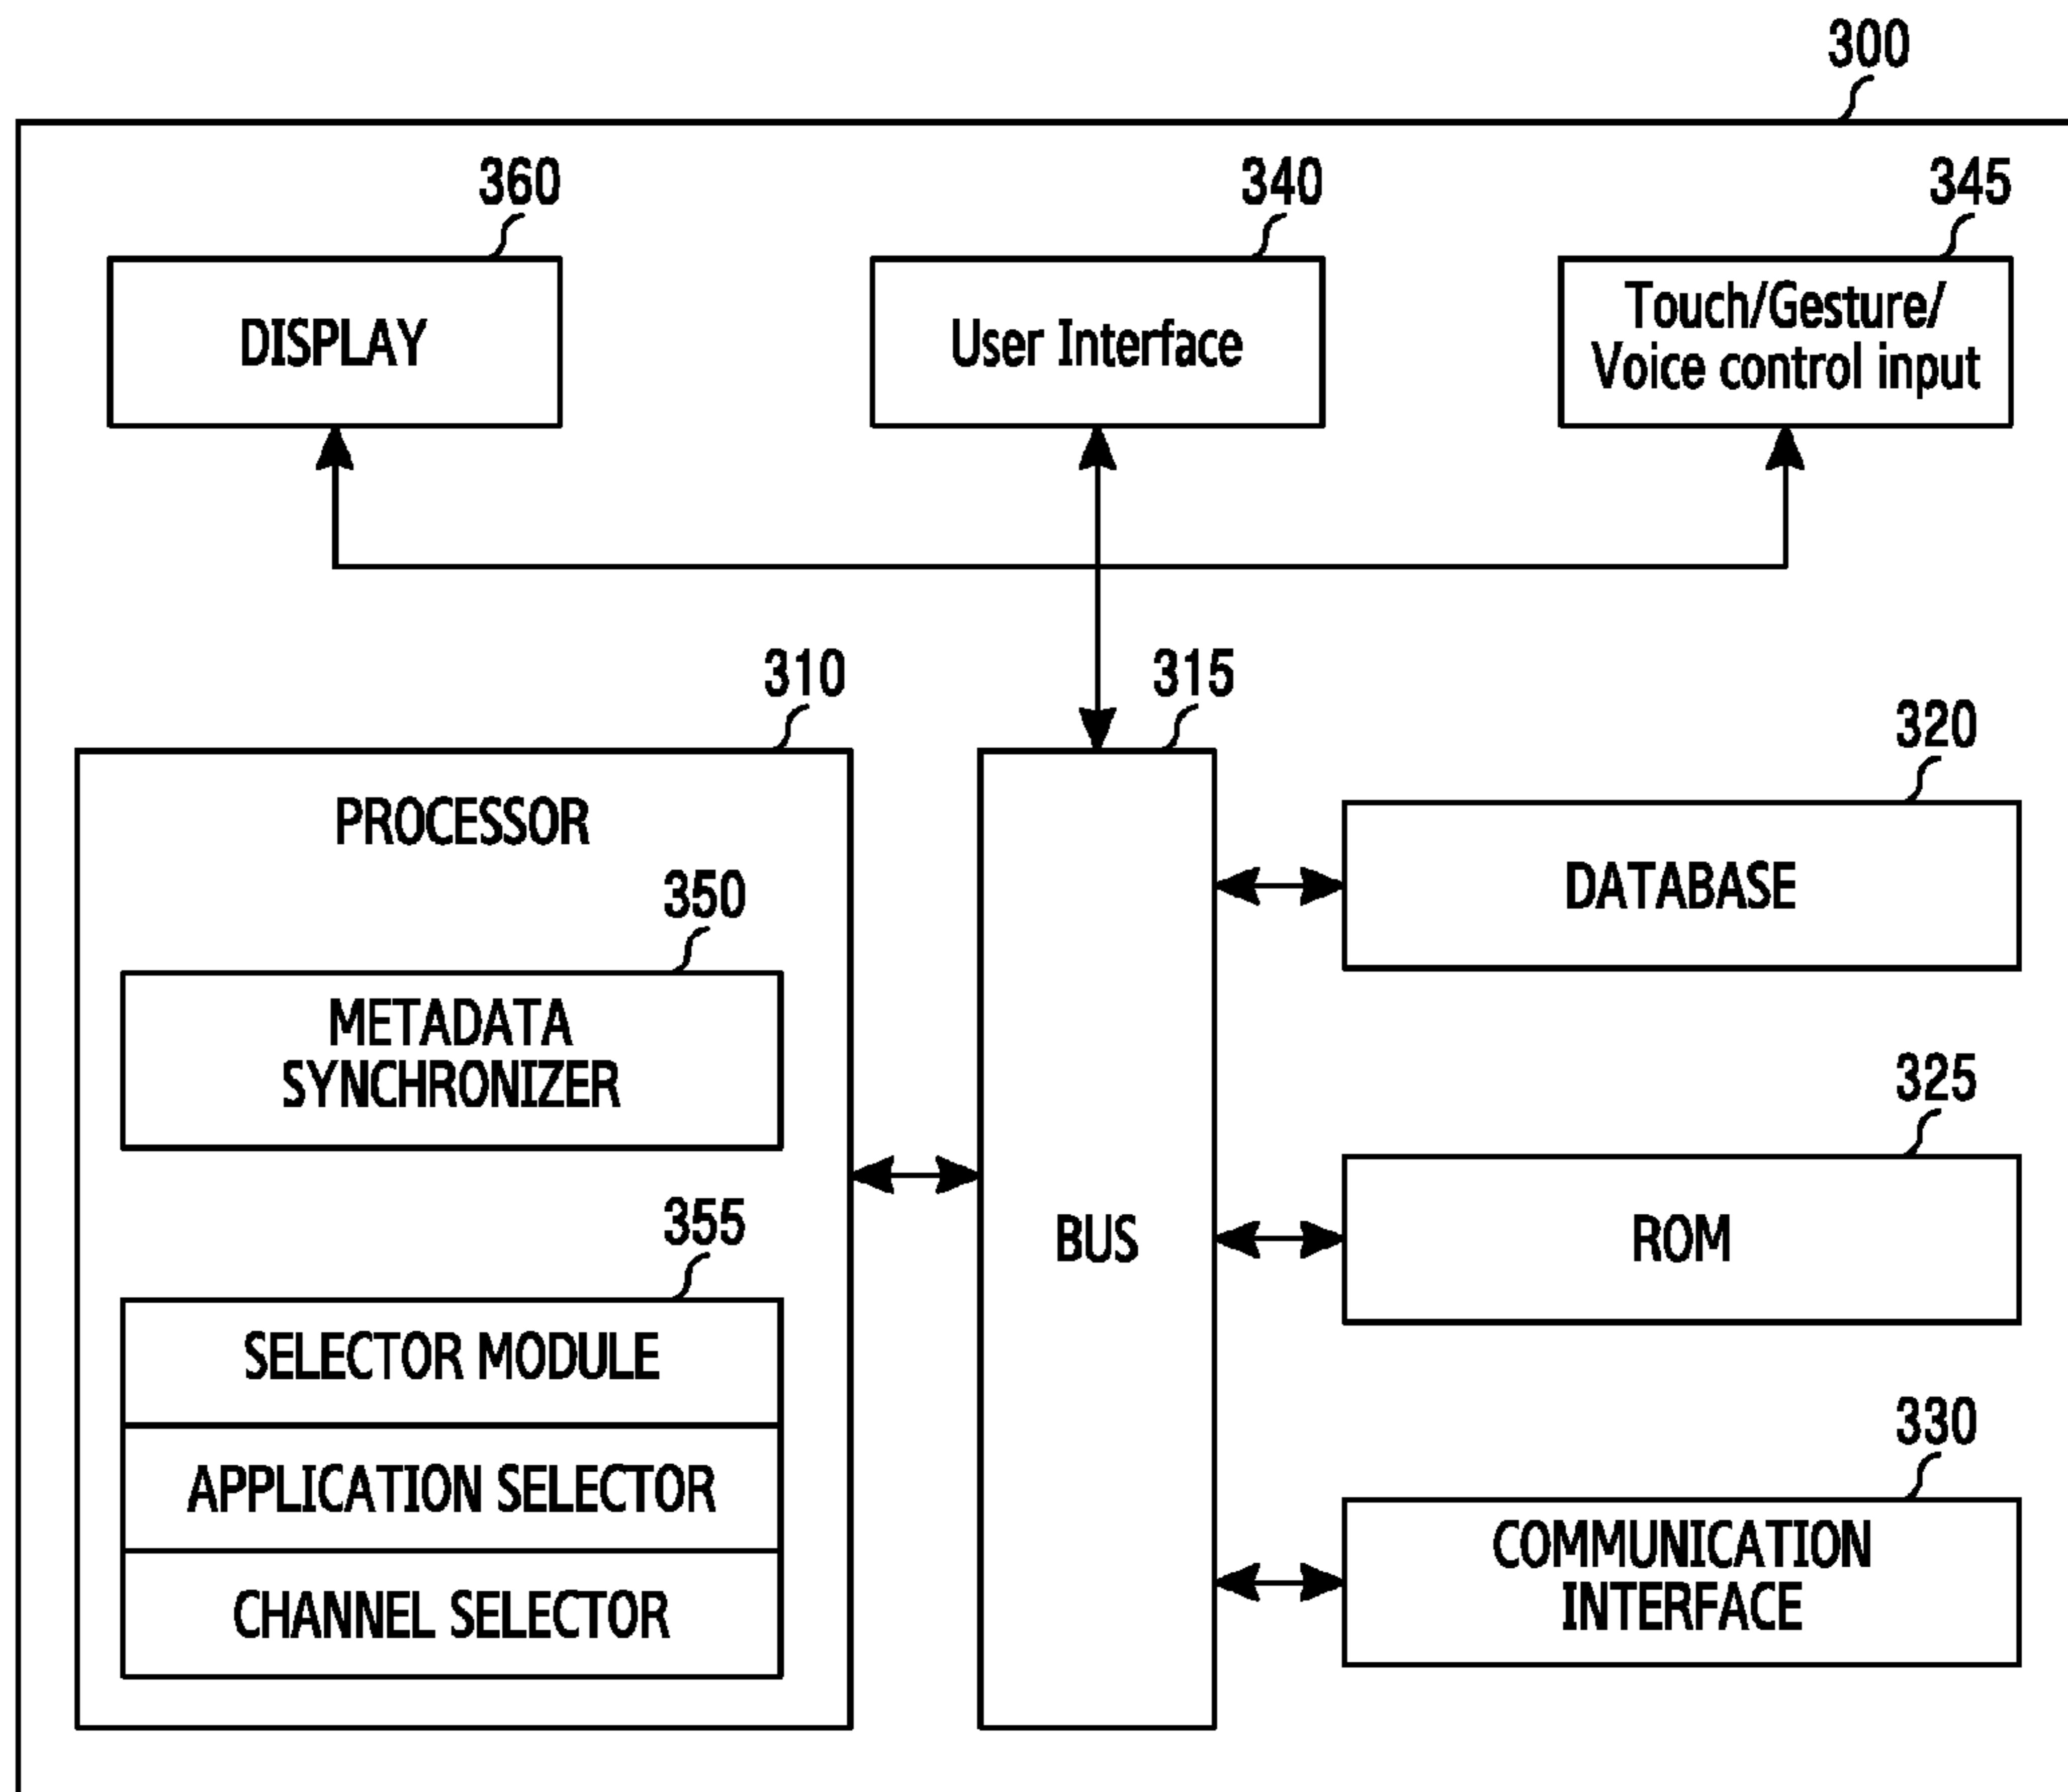 300
360
340
345
DISPLAY
User Interface
Touch/Gesture/
Voice control input
310
315
320
PROCESSOR
350
DATABASE
METADATA
SYNCHRONIZER
325
355
BUS
ROM
SELECTOR MODULE
330
APPLICATION SELECTOR
COMMUNICATION
INTERFACE
CHANNEL SELECTOR